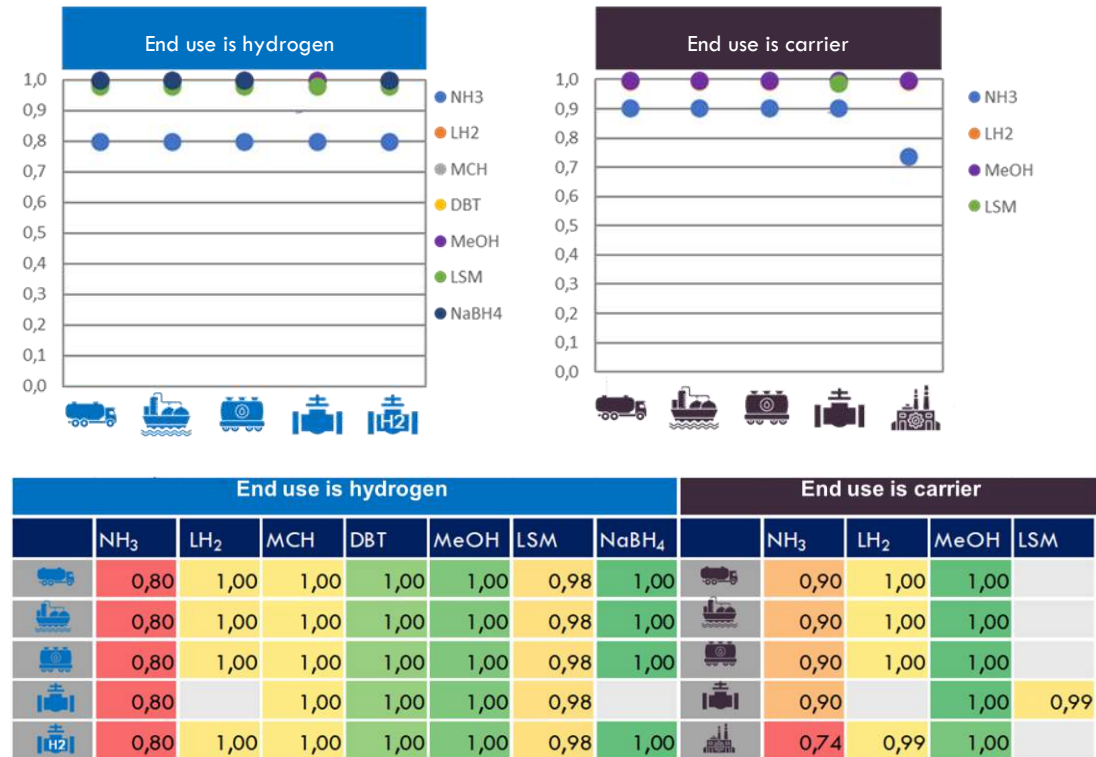 End use is hydrogen
1,0
0,9
0,8
0,7
0,6
0,5
0,4
0,3
0,2
0,1
0,0
NH3
LH2
MCH
DBT
MeOH
LSM
NaBH4
H2
End use is carrier
1,0
0,9
0,8
0,7
0,6
0,5
0,4
0,3
0,2
0,1
0,0
NH3
LH2
MeOH
LSM
End use is hydrogen End use is carrier
NH₃ LH₂ MCH DBT MeOH LSM NaBH₄ NH₃ LH₂ MeOH LSM
0,80 1,00 1,00 1,00 1,00 0,98 1,00 0,90 1,00 1,00
0,80 1,00 1,00 1,00 1,00 0,98 1,00 0,90 1,00 1,00
0,80 1,00 1,00 1,00 1,00 0,98 1,00 0,90 1,00 1,00
0,80 1,00 1,00 1,00 0,98 0,90 1,00 0,99
H2 0,80 1,00 1,00 1,00 1,00 0,98 1,00 0,74 0,99 1,00